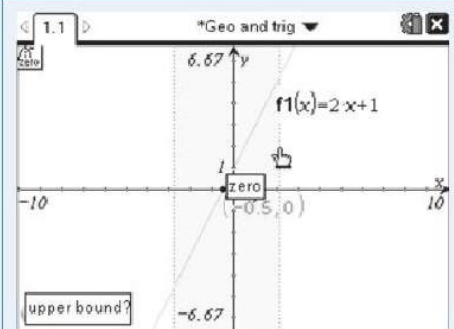 1.1 *Geo and trig
zero
6.67 y
f1(x)=2·x+1
1
zero
x
-10 (-0.5, 0) 10
upper bound?
-6.67